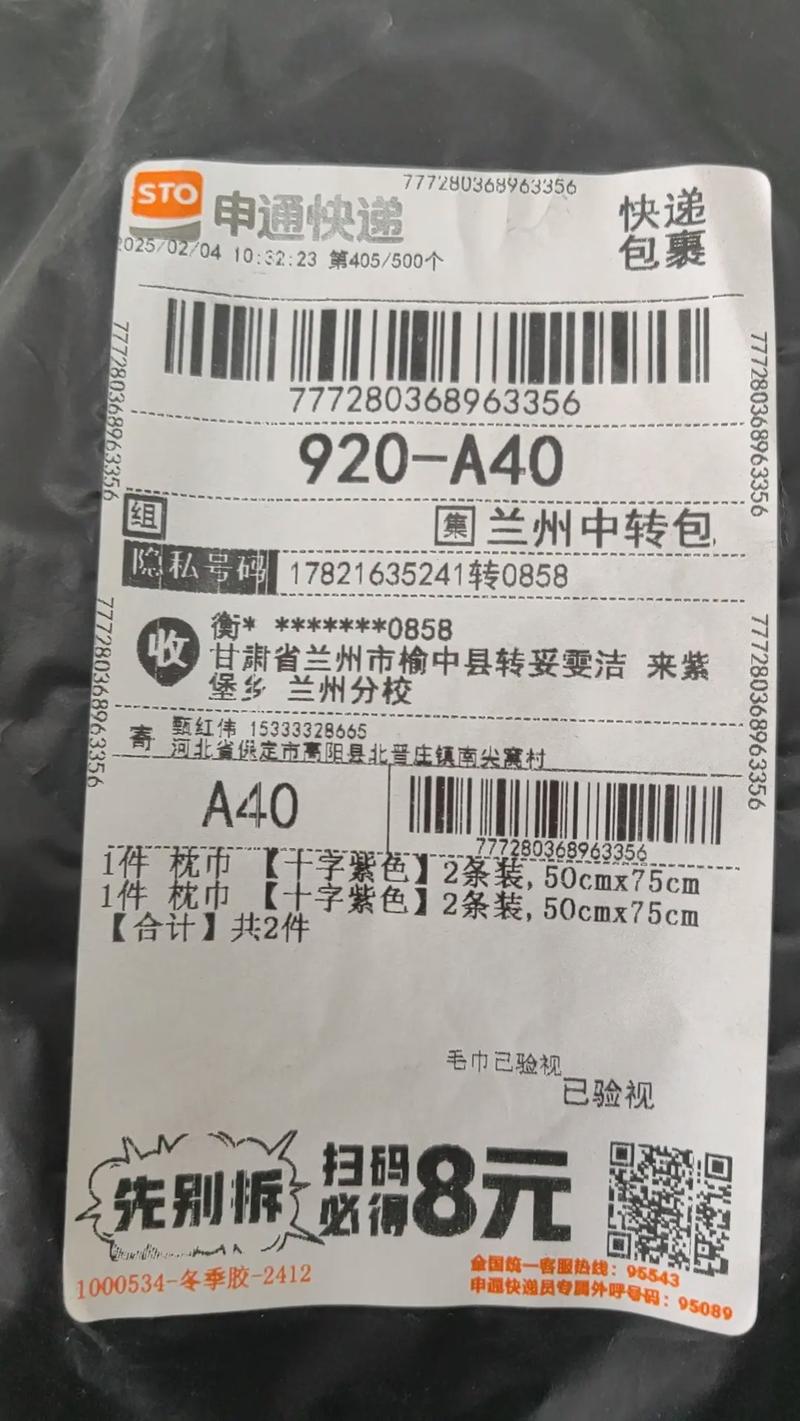 777280368963356
STO 申通快递
快递包裹
2025/02/04 10:32:23 第405/500个
777280368963356
777280368963356
777280368963356
920-A40
组
集 兰州中转包
隐私号码 17821635241转0858
收 衡* *******0858
甘肃省兰州市榆中县转妥雯洁 来紫
堡乡 兰州分校
777280368963356
777280368963356
寄 甄红伟 15333328665
河北省保定市高阳县北晋庄镇南尖窝村
A40
777280368963356
1件 枕巾 【十字紫色】2条装,50cmx75cm
1件 枕巾 【十字紫色】2条装,50cmx75cm
【合计】共2件
毛巾已验视
已验视
先别拆
扫码
必得8元
1000534-冬季胶-2412
全国统一客服热线：95543
申通快递员专属外呼号码：95089